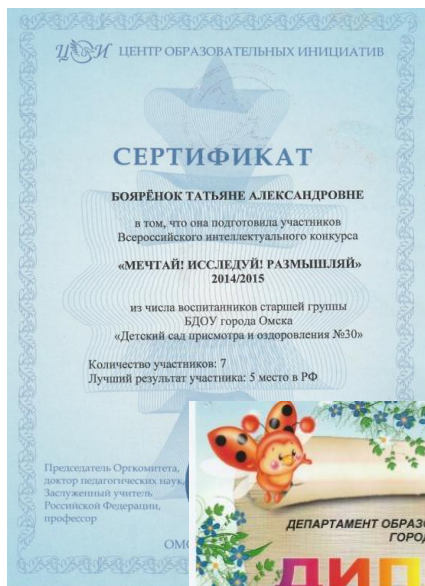 ЦОИ ЦЕНТР ОБРАЗОВАТЕЛЬНЫХ ИНИЦИАТИВ
СЕРТИФИКАТ
БОЯРЁНОК ТАТЬЯНЕ АЛЕКСАНДРОВНЕ
в том, что она подготовила участников
Всероссийского интеллектуального конкурса
«МЕЧТАЙ! ИССЛЕДУЙ! РАЗМЫШЛЯЙ»
2014/2015
из числа воспитанников старшей группы
БДОУ города Омска
«Детский сад присмотра и оздоровления №30»
Количество участников: 7
Лучший результат участника: 5 место в РФ
Председатель Оргкомитета,
доктор педагогических наук,
Заслуженный учитель
Российской Федерации,
профессор
ОМС
ДЕПАРТАМЕНТ ОБРАЗО
ГОРОД
ДИП